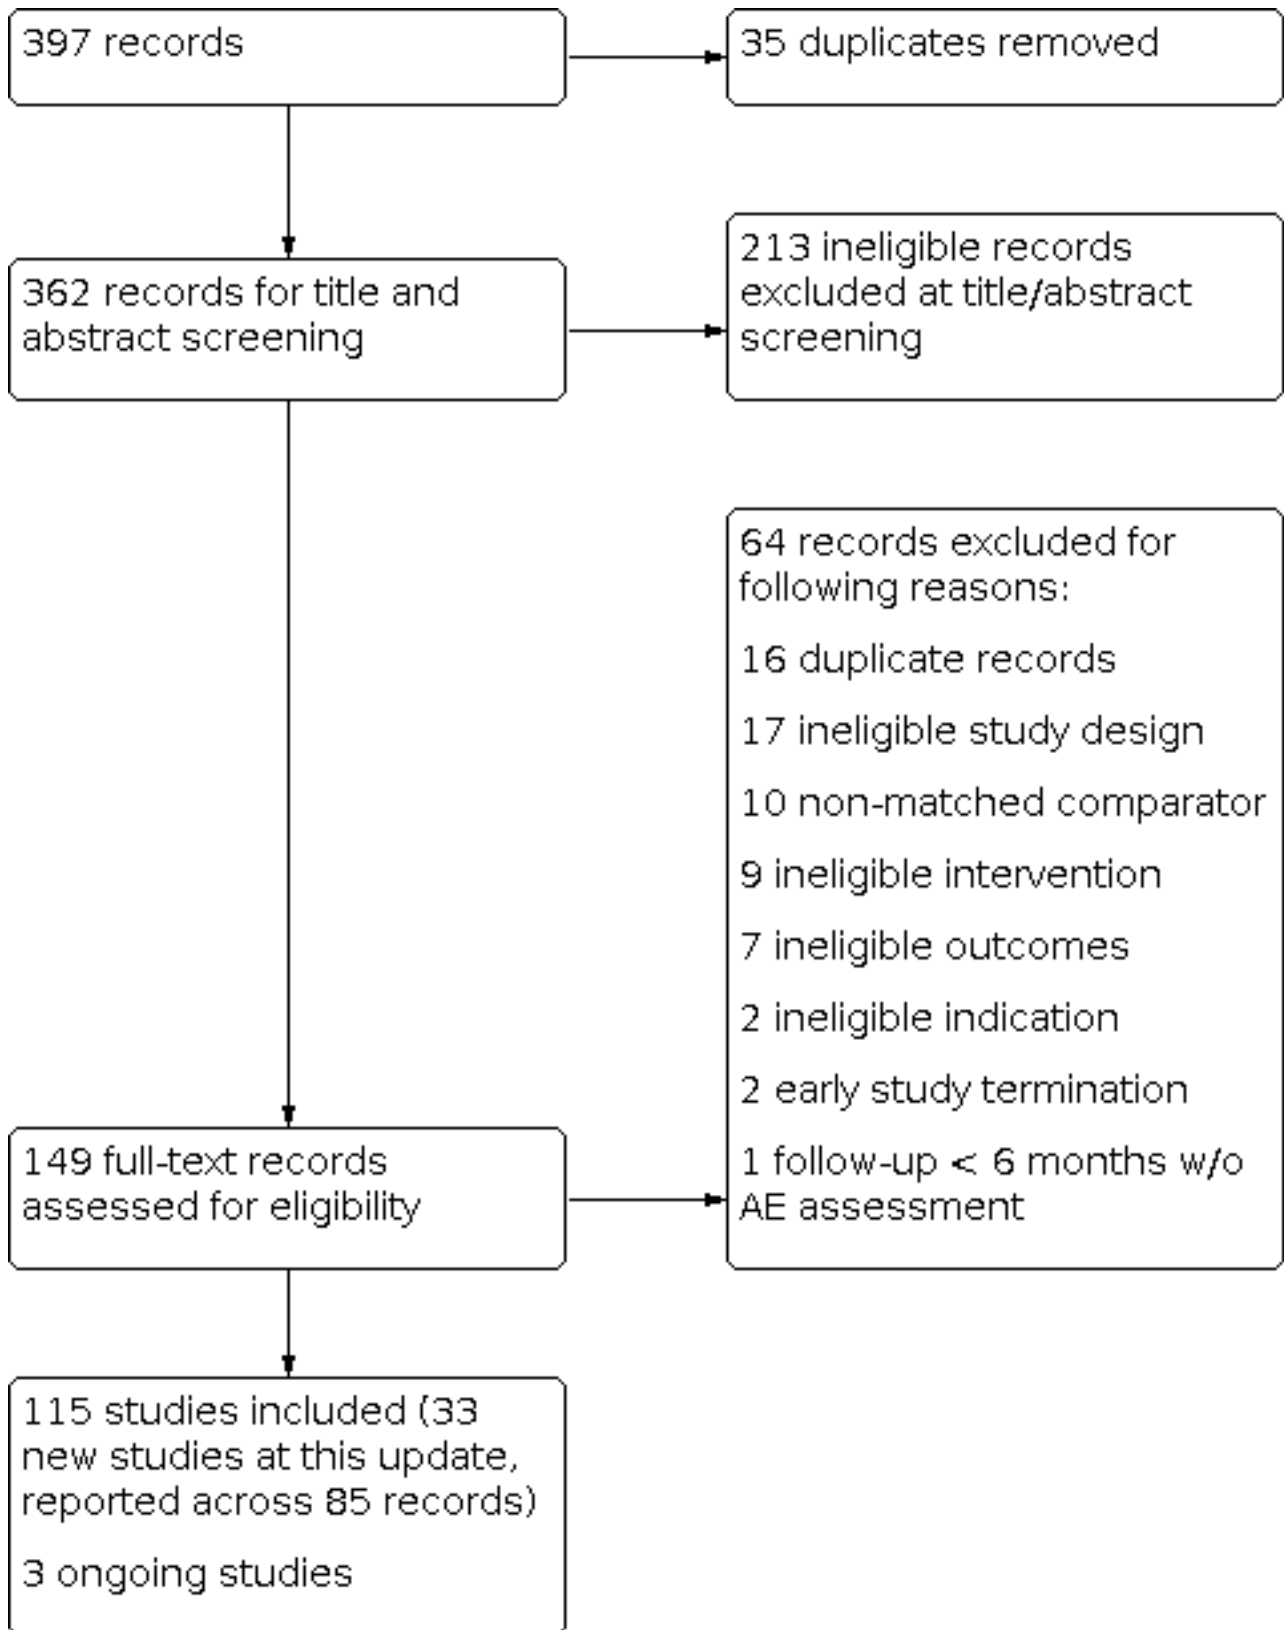 397 records
35 duplicates removed
362 records for title and
abstract screening
213 ineligible records
excluded at title/abstract
screening
64 records excluded for
following reasons:
16 duplicate records
17 ineligible study design
10 non-matched comparator
9 ineligible intervention
7 ineligible outcomes
2 ineligible indication
2 early study termination
1 follow-up < 6 months w/o
AE assessment
149 full-text records
assessed for eligibility
115 studies included (33
new studies at this update,
reported across 85 records)
3 ongoing studies